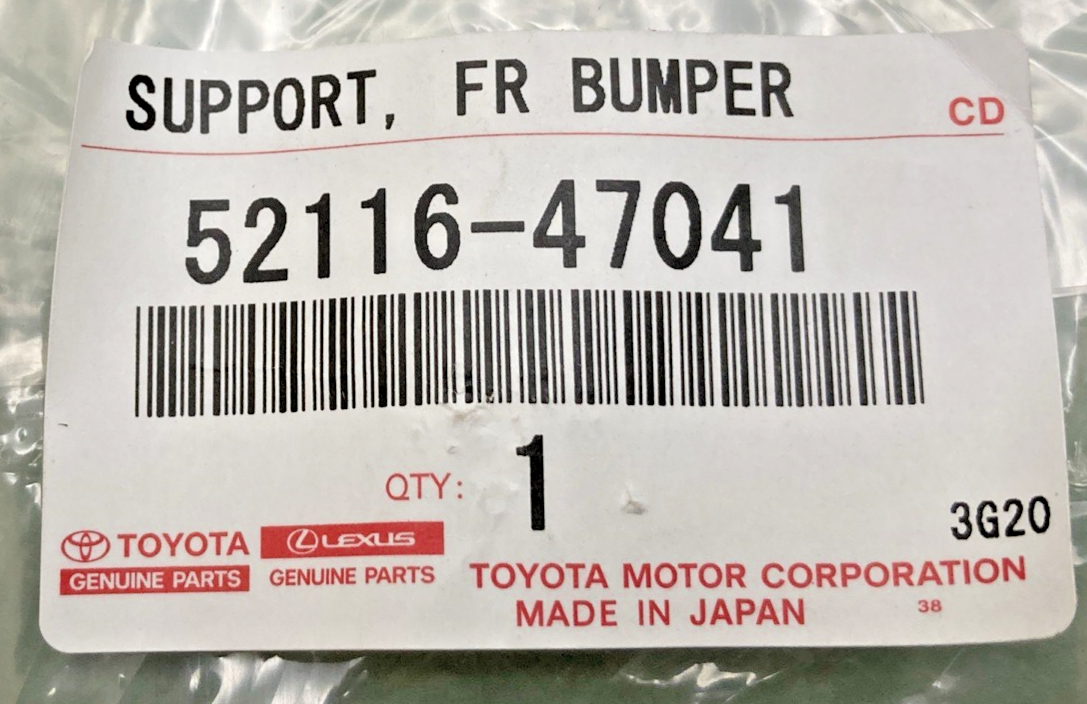 SUPPORT, FR BUMPER
CD
52116-47041
QTY: 1
3G20
TOYOTA
GENUINE PARTS
LEXUS
GENUINE PARTS
TOYOTA MOTOR CORPORATION
MADE IN JAPAN
38